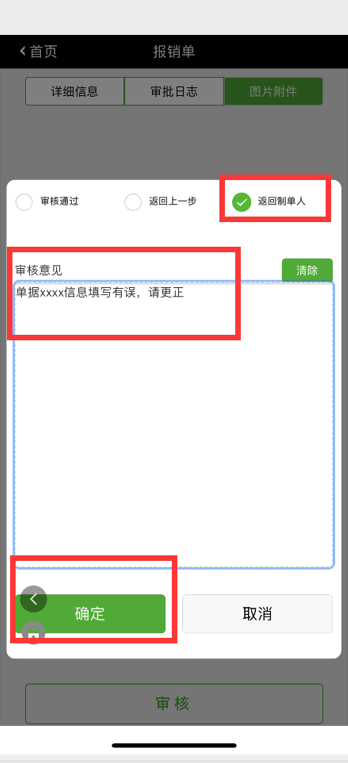 首页
报销单
详细信息 审批日志 图片附件
审核通过 返回上一步 返回制单人
审核意见 清除
单据xxxx信息填写有误，请更正
确定 取消
审 核